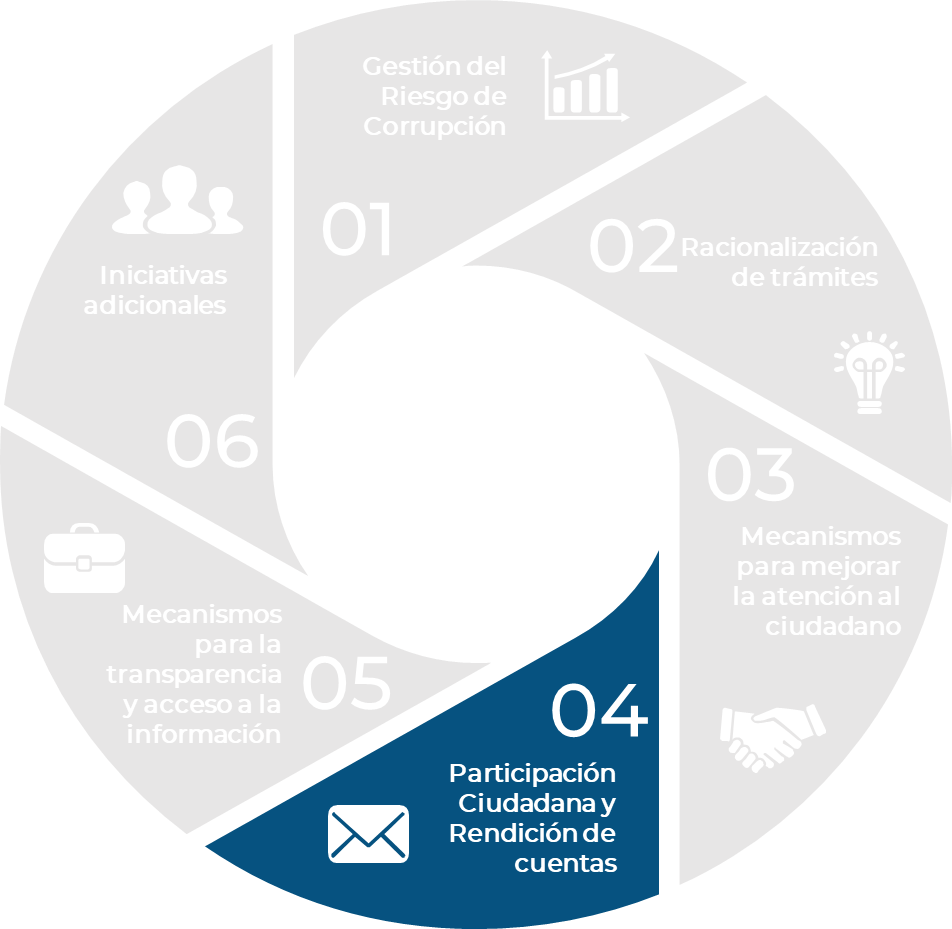 01
Gestión del
Riesgo de
Corrupción
02
Racionalización
de trámites
03
Mecanismos
para mejorar
la atención al
ciudadano
04
Participación
Ciudadana y
Rendición de
cuentas
05
Mecanismos
para la
transparencia
y acceso a la
información
06
Iniciativas
adicionales